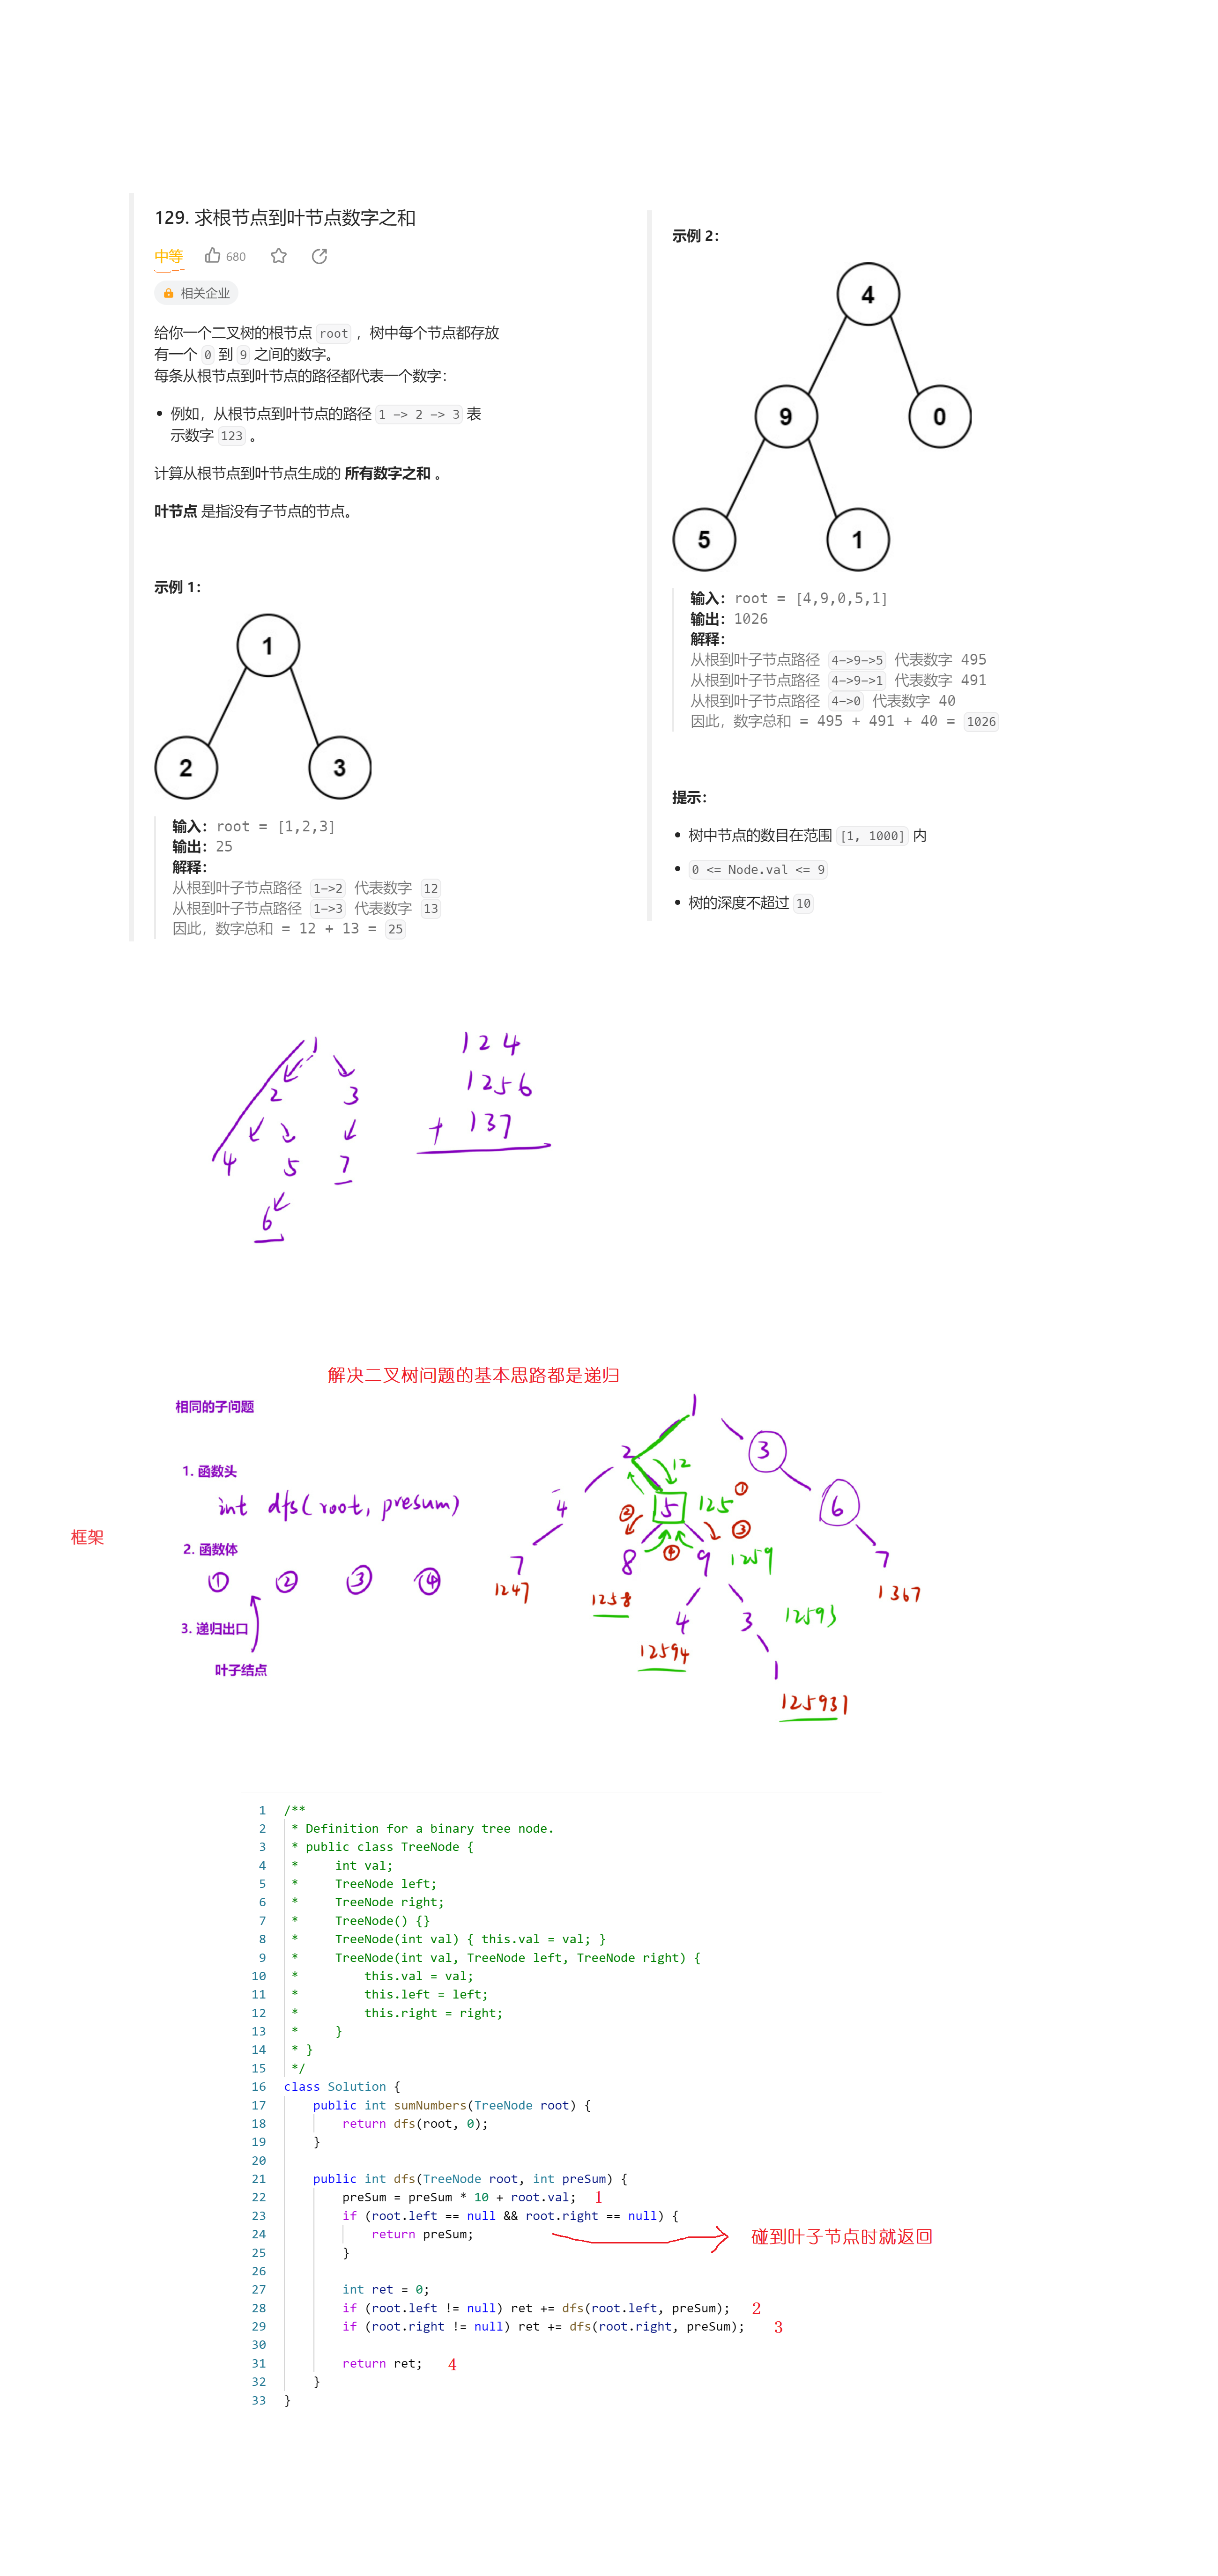 129. 求根节点到叶节点数字之和
中等 680
相关企业
给你一个二叉树的根节点 root ，树中每个节点都存放
有一个 0 到 9 之间的数字。
每条从根节点到叶节点的路径都代表一个数字：
• 例如，从根节点到叶节点的路径 1 -> 2 -> 3 表
示数字 123 。
计算从根节点到叶节点生成的 所有数字之和 。
叶节点 是指没有子节点的节点。
示例 1：
1
2 3
输入：root = [1,2,3]
输出：25
解释：
从根到叶子节点路径 1->2 代表数字 12
从根到叶子节点路径 1->3 代表数字 13
因此，数字总和 = 12 + 13 = 25
示例 2：
4
9 0
5 1
输入：root = [4,9,0,5,1]
输出：1026
解释：
从根到叶子节点路径 4->9->5 代表数字 495
从根到叶子节点路径 4->9->1 代表数字 491
从根到叶子节点路径 4->0 代表数字 40
因此，数字总和 = 495 + 491 + 40 = 1026
提示：
• 树中节点的数目在范围 [1, 1000] 内
• 0 <= Node.val <= 9
• 树的深度不超过 10
1
2 3
4 5 7
6
124
1256
+ 137
解决二叉树问题的基本思路都是递归
相同的子问题
框架
1. 函数头
int dfs(root, presum)
2. 函数体
① ② ③ ④
3. 递归出口
叶子结点
1
2 12 3
4 5 125 ① 6
② ③
7 8 ④ 9 1259 7
1247 1258 1367
4 3 12593
12594 1
125931
1 /**
2 * Definition for a binary tree node.
3 * public class TreeNode {
4 *     int val;
5 *     TreeNode left;
6 *     TreeNode right;
7 *     TreeNode() {}
8 *     TreeNode(int val) { this.val = val; }
9 *     TreeNode(int val, TreeNode left, TreeNode right) {
10 *         this.val = val;
11 *         this.left = left;
12 *         this.right = right;
13 *     }
14 * }
15 */
16 class Solution {
17     public int sumNumbers(TreeNode root) {
18         return dfs(root, 0);
19     }
20
21     public int dfs(TreeNode root, int preSum) {
22         preSum = preSum * 10 + root.val; 1
23         if (root.left == null && root.right == null) {
24             return preSum; 碰到叶子节点时就返回
25         }
26
27         int ret = 0;
28         if (root.left != null) ret += dfs(root.left, preSum); 2
29         if (root.right != null) ret += dfs(root.right, preSum); 3
30
31         return ret; 4
32     }
33 }